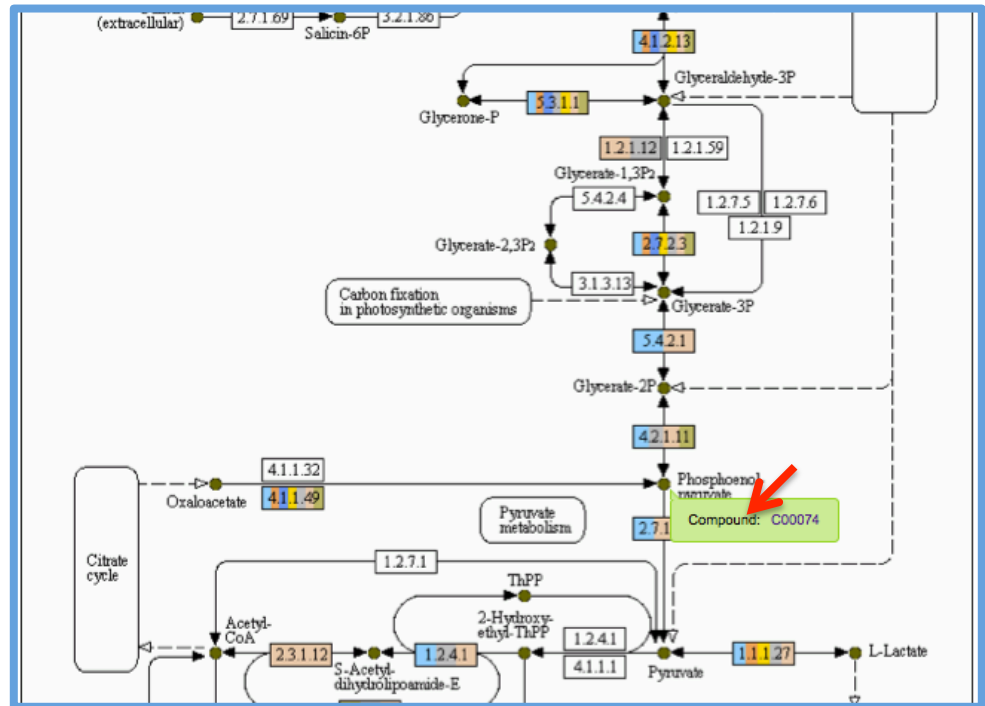 (extracellular)
2.7.1.69
3.2.1.86
Salicin-6P
4.1.2.13
Glyceraldehyde-3P
5.3.1.1
Glycerone-P
1.2.1.12
1.2.1.59
Glycerate-1,3P2
5.4.2.4
1.2.7.5
1.2.7.6
1.2.1.9
Glycerate-2,3P2
2.7.2.3
3.1.3.13
Carbon fixation
in photosynthetic organisms
Glycerate-3P
5.4.2.1
Glycerate-2P
4.2.1.11
4.1.1.32
Oxaloacetate
4.1.1.49
Phosphoenol
pyruvate
Compound: C00074
Pyruvate
metabolism
2.7.1
Citrate
cycle
1.2.7.1
ThPP
2-Hydroxy-
ethyl-ThPP
Acetyl-
CoA
2.3.1.12
S-Acetyl-
dihydrolipoamide-E
1.2.4.1
1.2.4.1
4.1.1.1
Pyruvate
1.1.1.27
L-Lactate